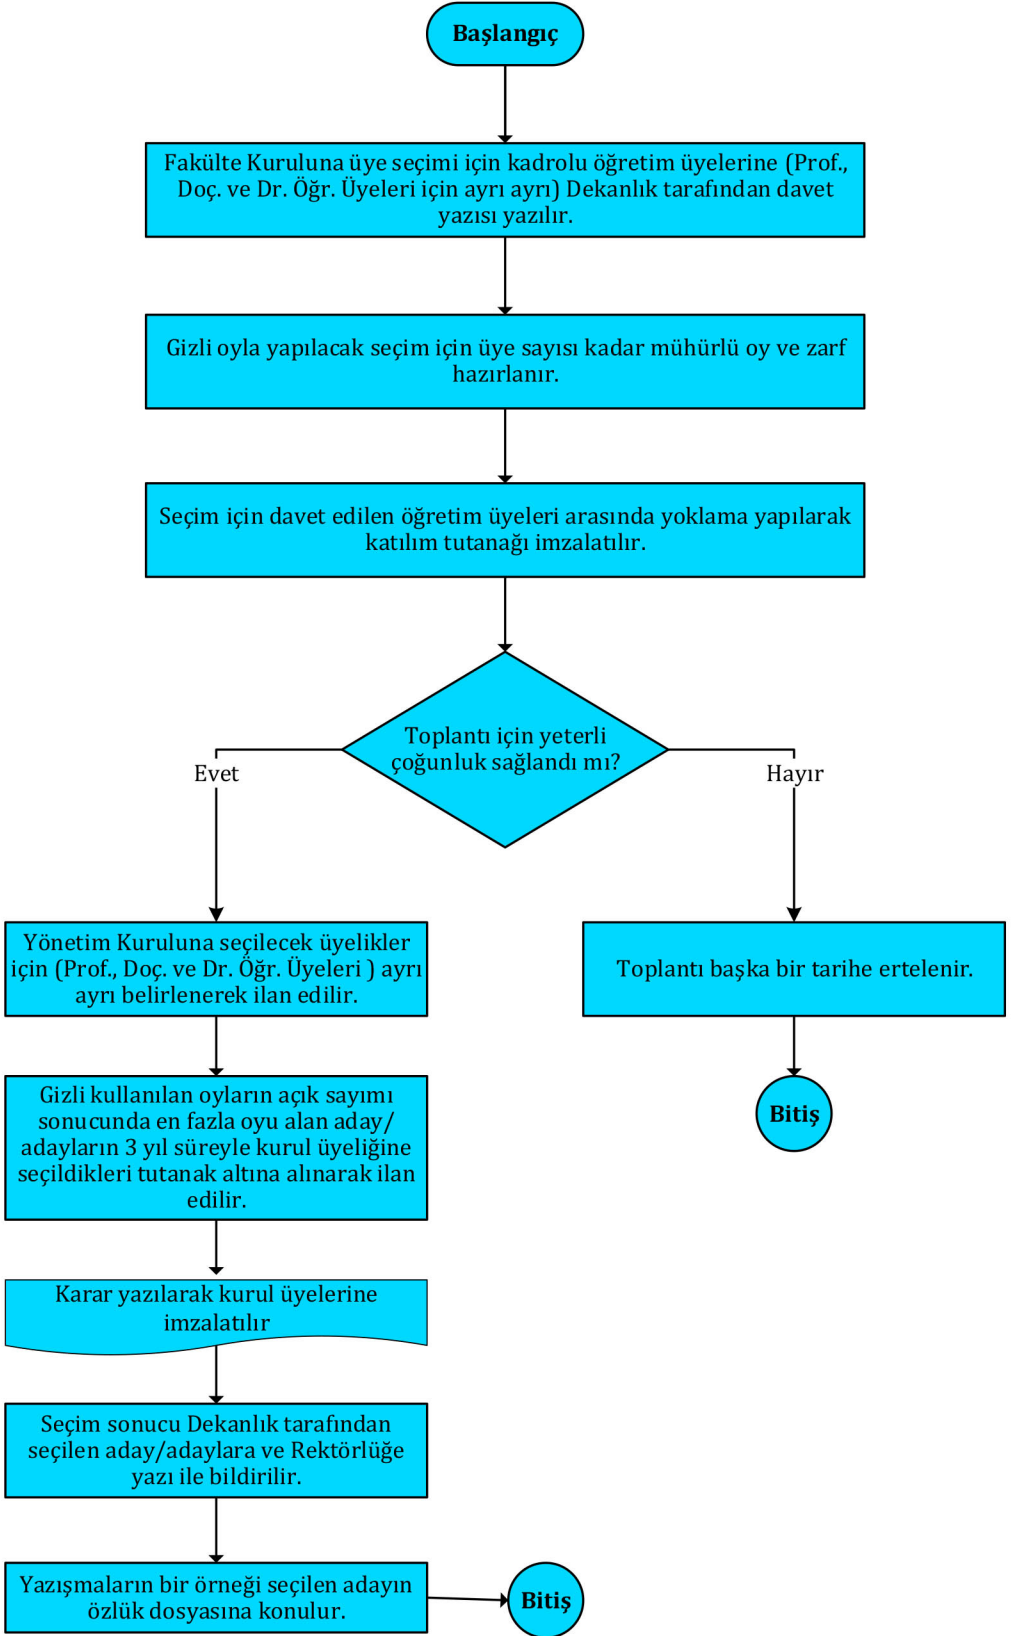 Başlangıç
Fakülte Kuruluna üye seçimi için kadrolu öğretim üyelerine (Prof.,
Doç. ve Dr. Öğr. Üyeleri için ayrı ayrı) Dekanlık tarafından davet
yazısı yazılır.
Gizli oyla yapılacak seçim için üye sayısı kadar mühürlü oy ve zarf
hazırlanır.
Seçim için davet edilen öğretim üyeleri arasında yoklama yapılarak
katılım tutanağı imzalatılır.
Toplantı için yeterli
çoğunluk sağlandı mı?
Evet
Hayır
Yönetim Kuruluna seçilecek üyelikler
için (Prof., Doç. ve Dr. Öğr. Üyeleri ) ayrı
ayrı belirlenerek ilan edilir.
Toplantı başka bir tarihe ertelenir.
Gizli kullanılan oyların açık sayımı
sonucunda en fazla oyu alan aday/
adayların 3 yıl süreyle kurul üyeliğine
seçildikleri tutanak altına alınarak ilan
edilir.
Bitiş
Karar yazılarak kurul üyelerine
imzalatılır
Seçim sonucu Dekanlık tarafından
seçilen aday/adaylara ve Rektörlüğe
yazı ile bildirilir.
Yazışmaların bir örneği seçilen adayın
özlük dosyasına konulur.
Bitiş